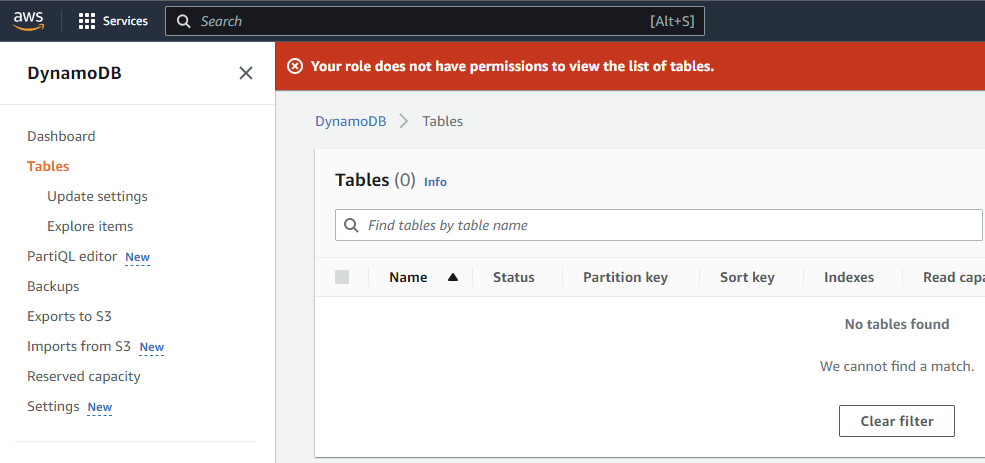 aws
Services
Search
[Alt+S]
DynamoDB
Dashboard
Tables
Update settings
Explore items
PartiQL editor New
Backups
Exports to S3
Imports from S3 New
Reserved capacity
Settings New
Your role does not have permissions to view the list of tables.
DynamoDB
Tables
Tables (0) Info
Find tables by table name
Name
Status
Partition key
Sort key
Indexes
Read capa
No tables found
We cannot find a match.
Clear filter